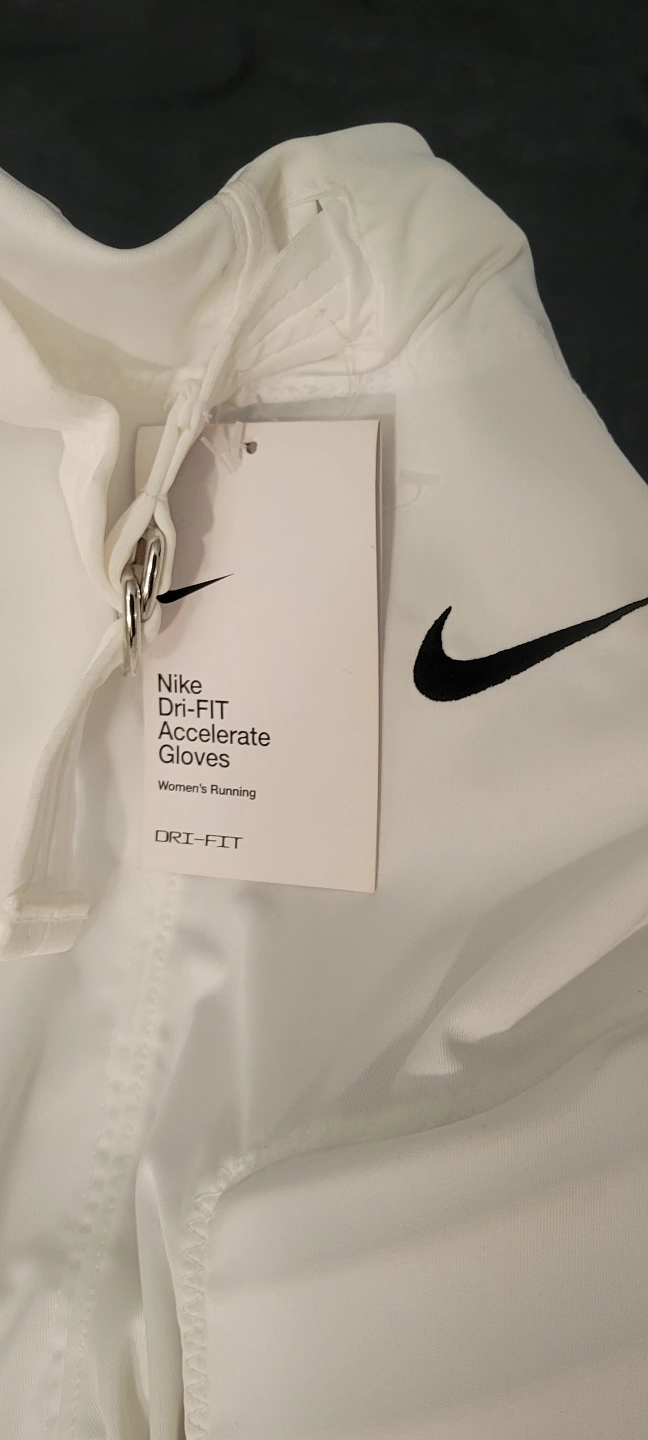 Nike
Dri-FIT
Accelerate
Gloves
Women's Running
DRI-FIT